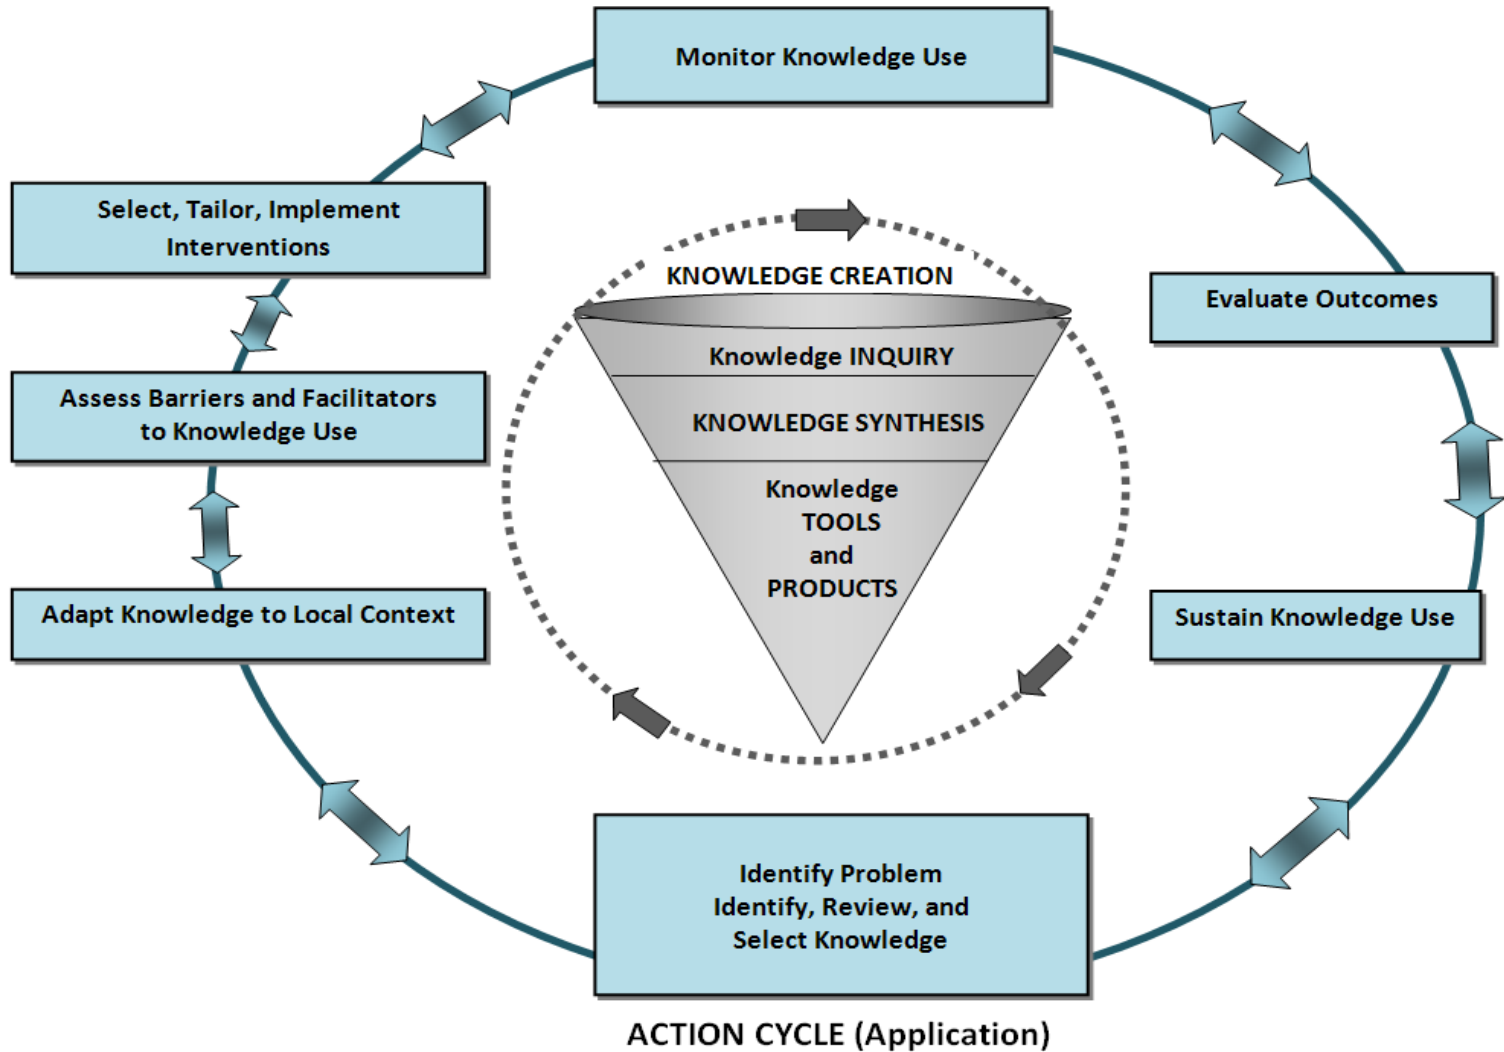 Monitor Knowledge Use
Select, Tailor, Implement
Interventions
Evaluate Outcomes
Assess Barriers and Facilitators
to Knowledge Use
Adapt Knowledge to Local Context
Sustain Knowledge Use
KNOWLEDGE CREATION
Knowledge INQUIRY
KNOWLEDGE SYNTHESIS
Knowledge
TOOLS
and
PRODUCTS
Identify Problem
Identify, Review, and
Select Knowledge
ACTION CYCLE (Application)